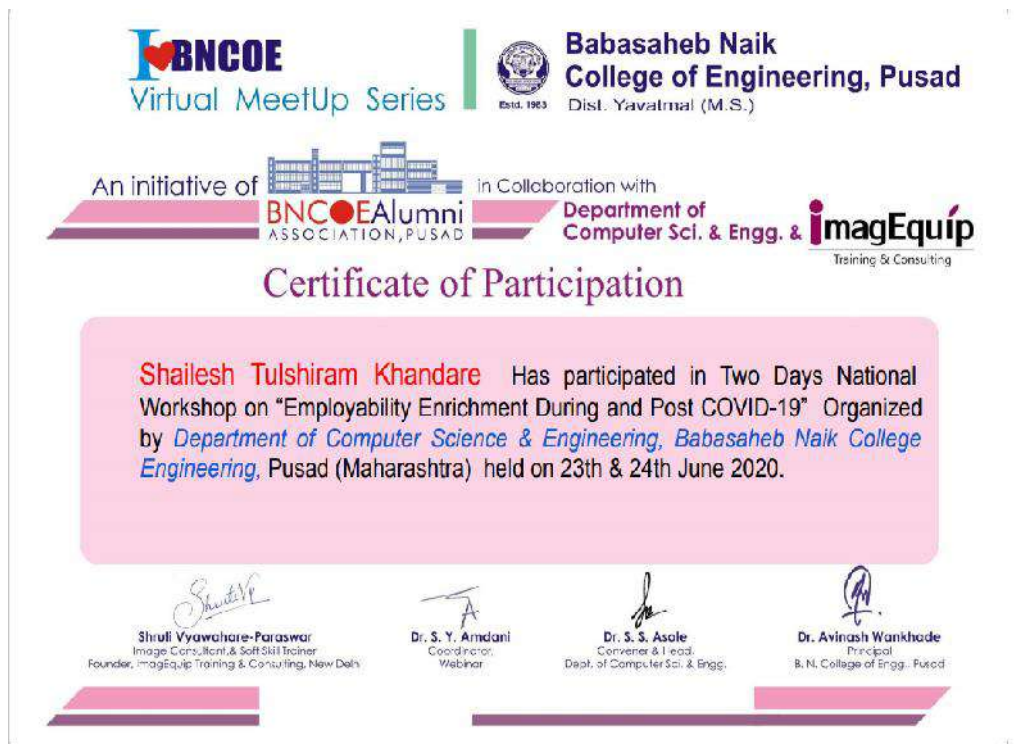 I BNCOE
Virtual MeetUp Series
Estd. 1983
Babasaheb Naik
College of Engineering, Pusad
Dist. Yavatmal (M.S.)
An initiative of
BNCOEAlumni
ASSOCIATION, PUSAD
in Collaboration with
Department of
Computer Sci. & Engg. &
imagEquip
Training & Consulting
Certificate of Participation
Shailesh Tulshiram Khandare Has participated in Two Days National
Workshop on “Employability Enrichment During and Post COVID-19” Organized
by Department of Computer Science & Engineering, Babasaheb Naik College
Engineering, Pusad (Maharashtra) held on 23th & 24th June 2020.
ShrutiVP
Shruti Vyawahare-Paraswar
Image Consultant,& Soft Skill Trainer
Founder, ImagEquip Training & Consulting, New Delh
Dr. S. Y. Amdani
Coordinator,
Webinar
Dr. S. S. Asole
Convener & Head,
Dept. of Computer Sci. & Engg.
Dr. Avinash Wankhade
Principal
B. N. College of Engg., Pusad